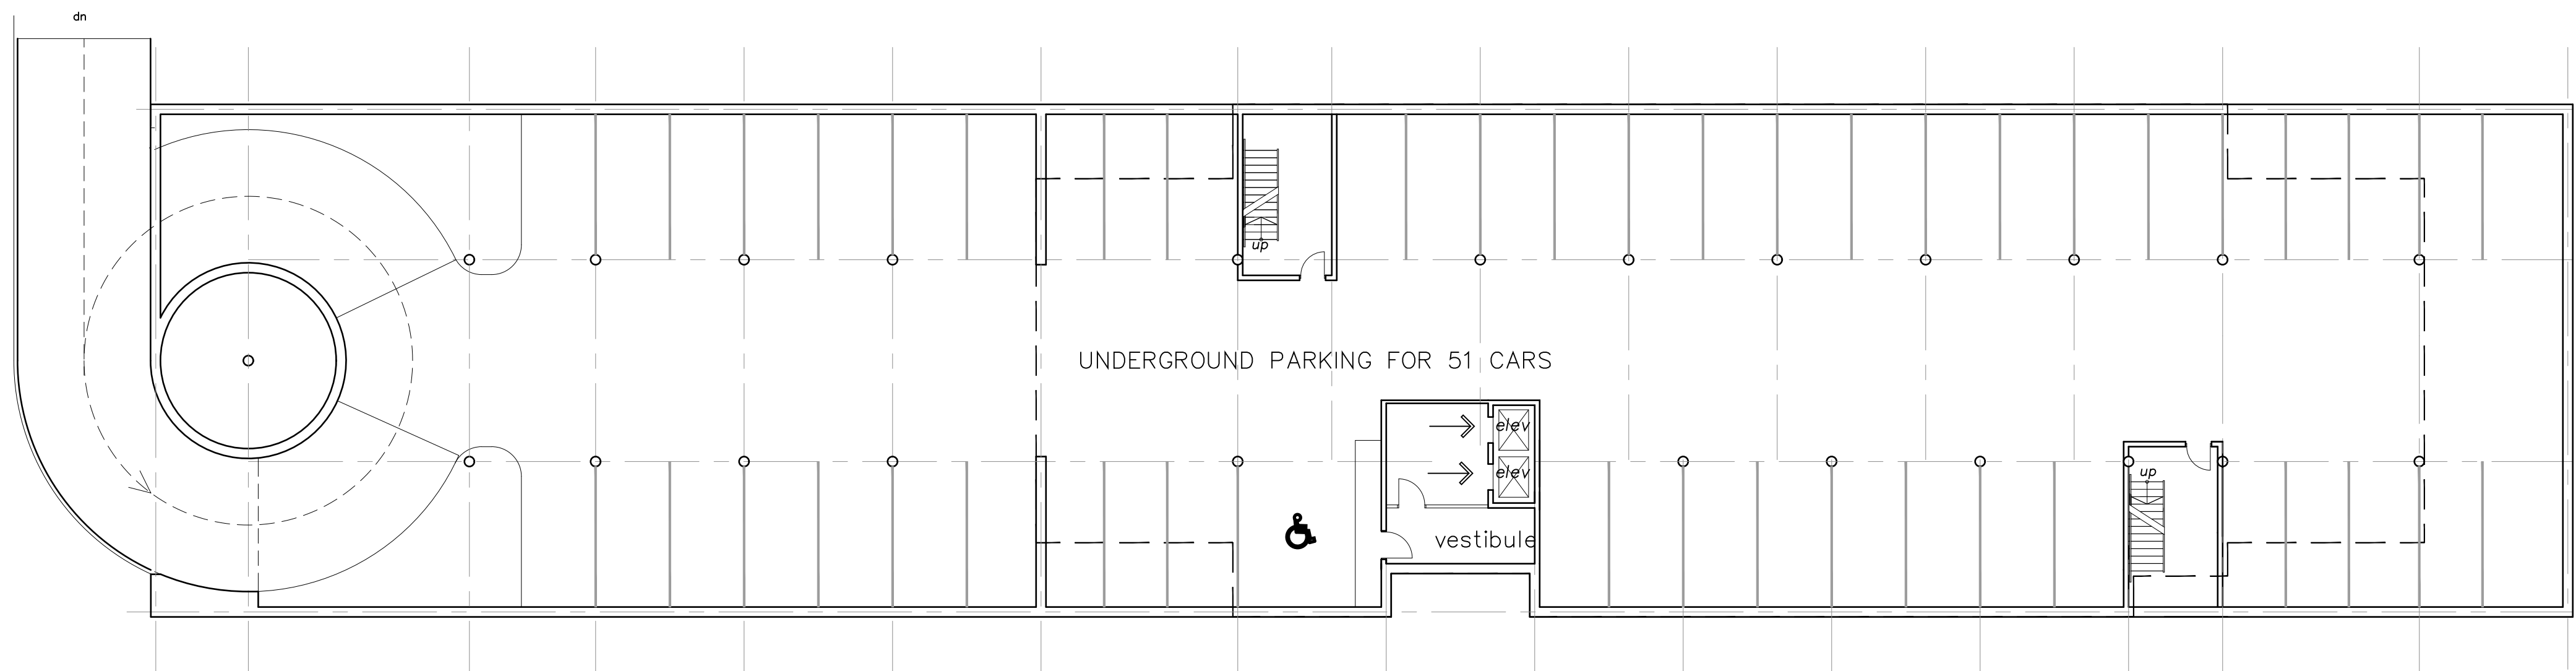 dn
up
UNDERGROUND PARKING FOR 51 CARS
elev
elev
up
vestibule